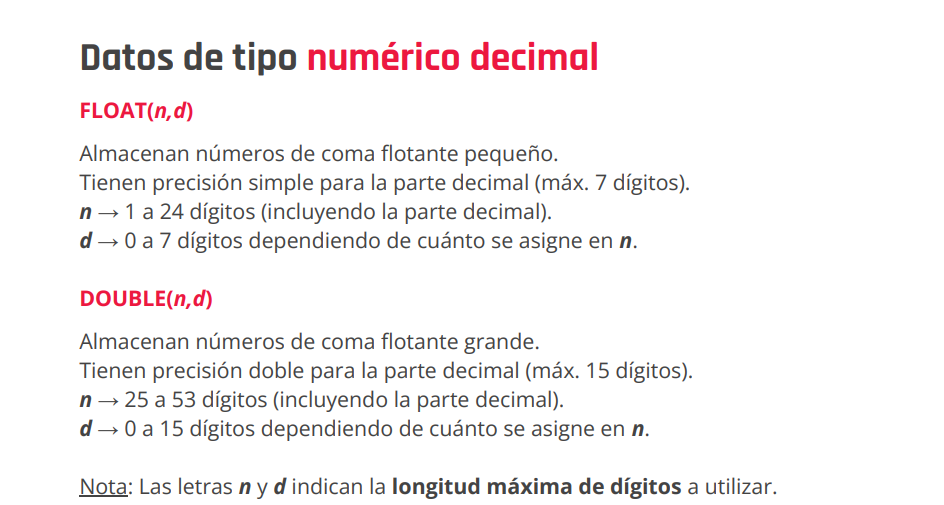 Datos de tipo numérico decimal
FLOAT(n,d)
Almacenan números de coma flotante pequeño.
Tienen precisión simple para la parte decimal (máx. 7 dígitos).
n → 1 a 24 dígitos (incluyendo la parte decimal).
d → 0 a 7 dígitos dependiendo de cuánto se asigne en n.
DOUBLE(n,d)
Almacenan números de coma flotante grande.
Tienen precisión doble para la parte decimal (máx. 15 dígitos).
n → 25 a 53 dígitos (incluyendo la parte decimal).
d → 0 a 15 dígitos dependiendo de cuánto se asigne en n.
Nota: Las letras n y d indican la longitud máxima de dígitos a utilizar.